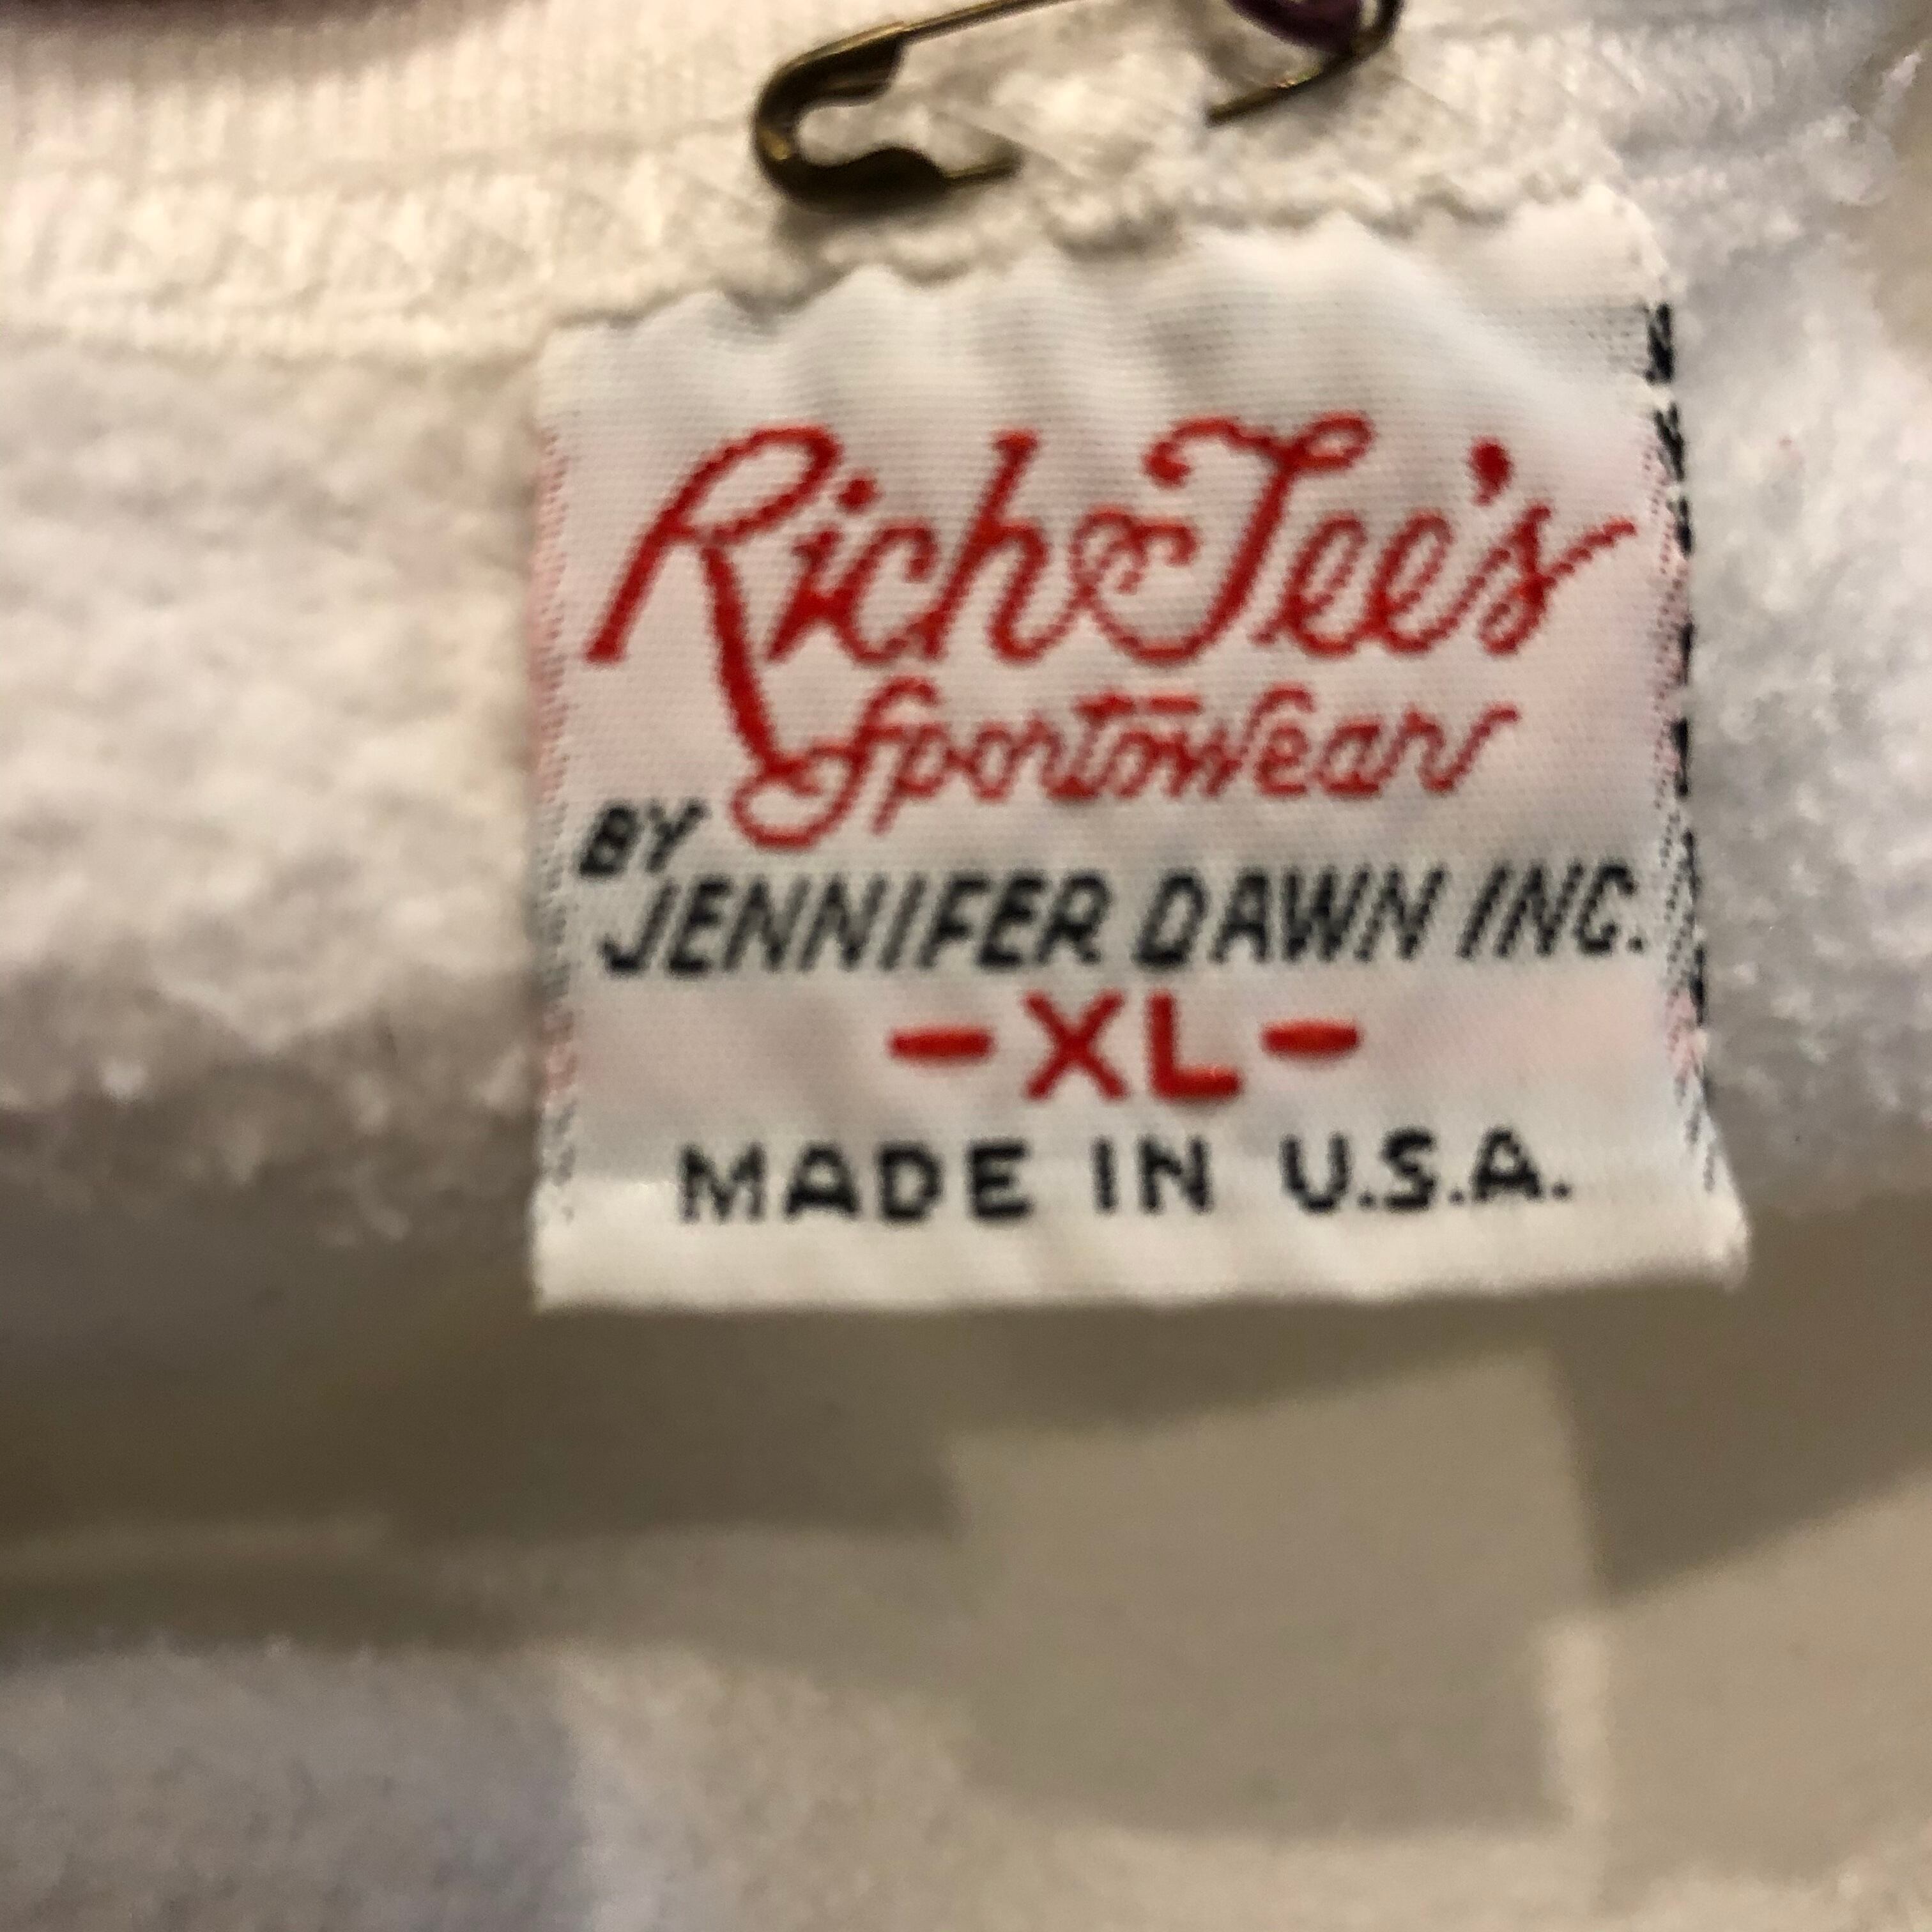 Rich Tee's
Sportswear
BY
JENNIFER DAWN INC.
-XL-
MADE IN U.S.A.